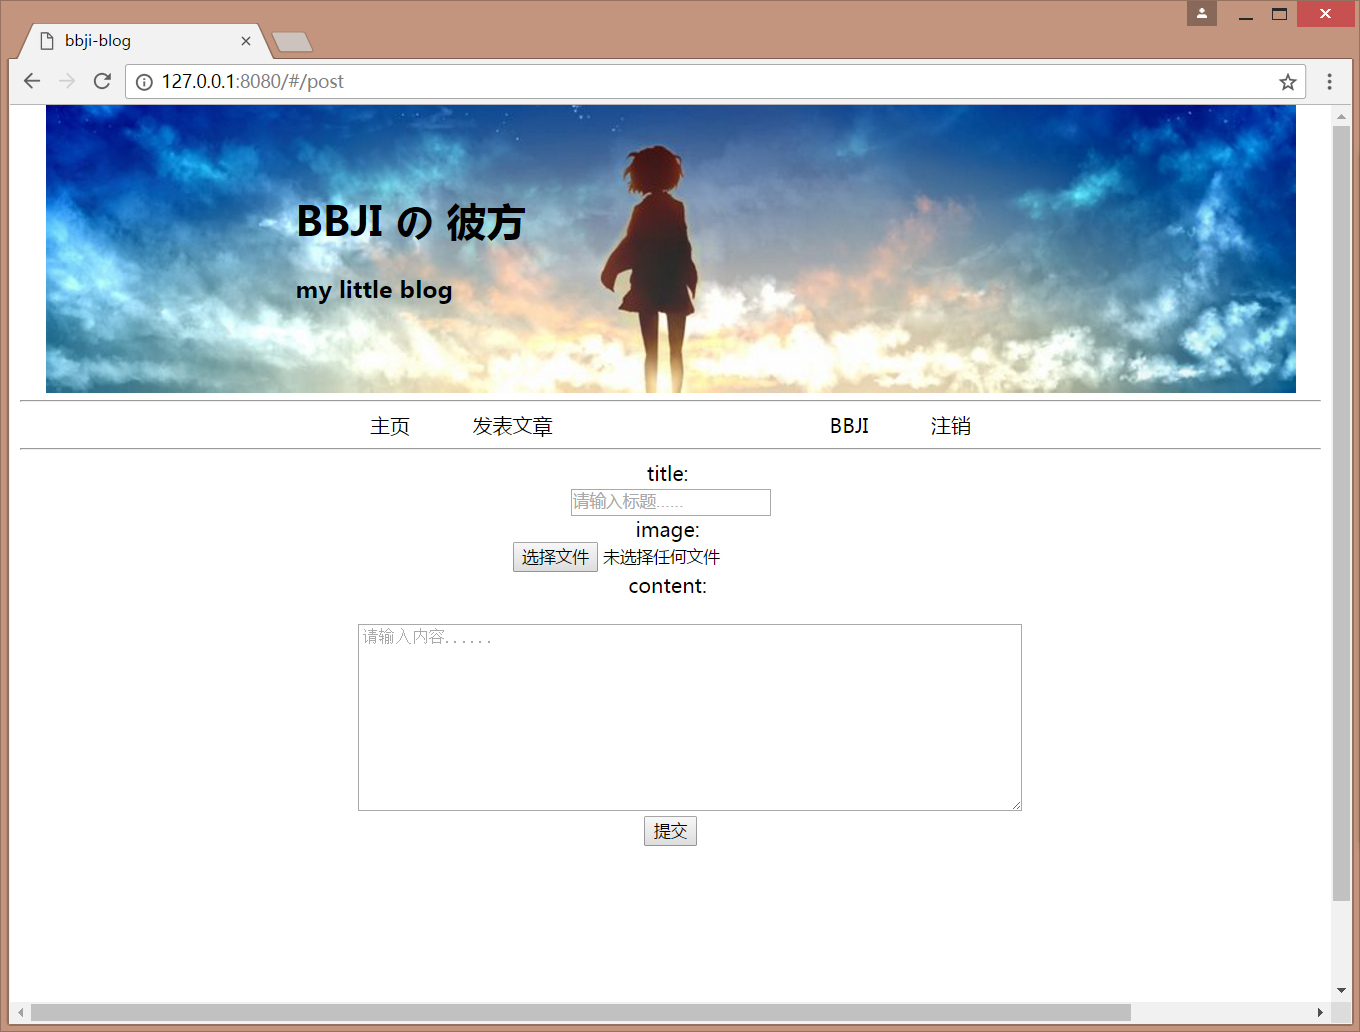 bbji-blog
127.0.0.1:8080/#/post
BBJI の 彼方
my little blog
主页 发表文章 BBJI 注销
title:
请输入标题......
image:
选择文件 未选择任何文件
content:
请输入内容......
提交